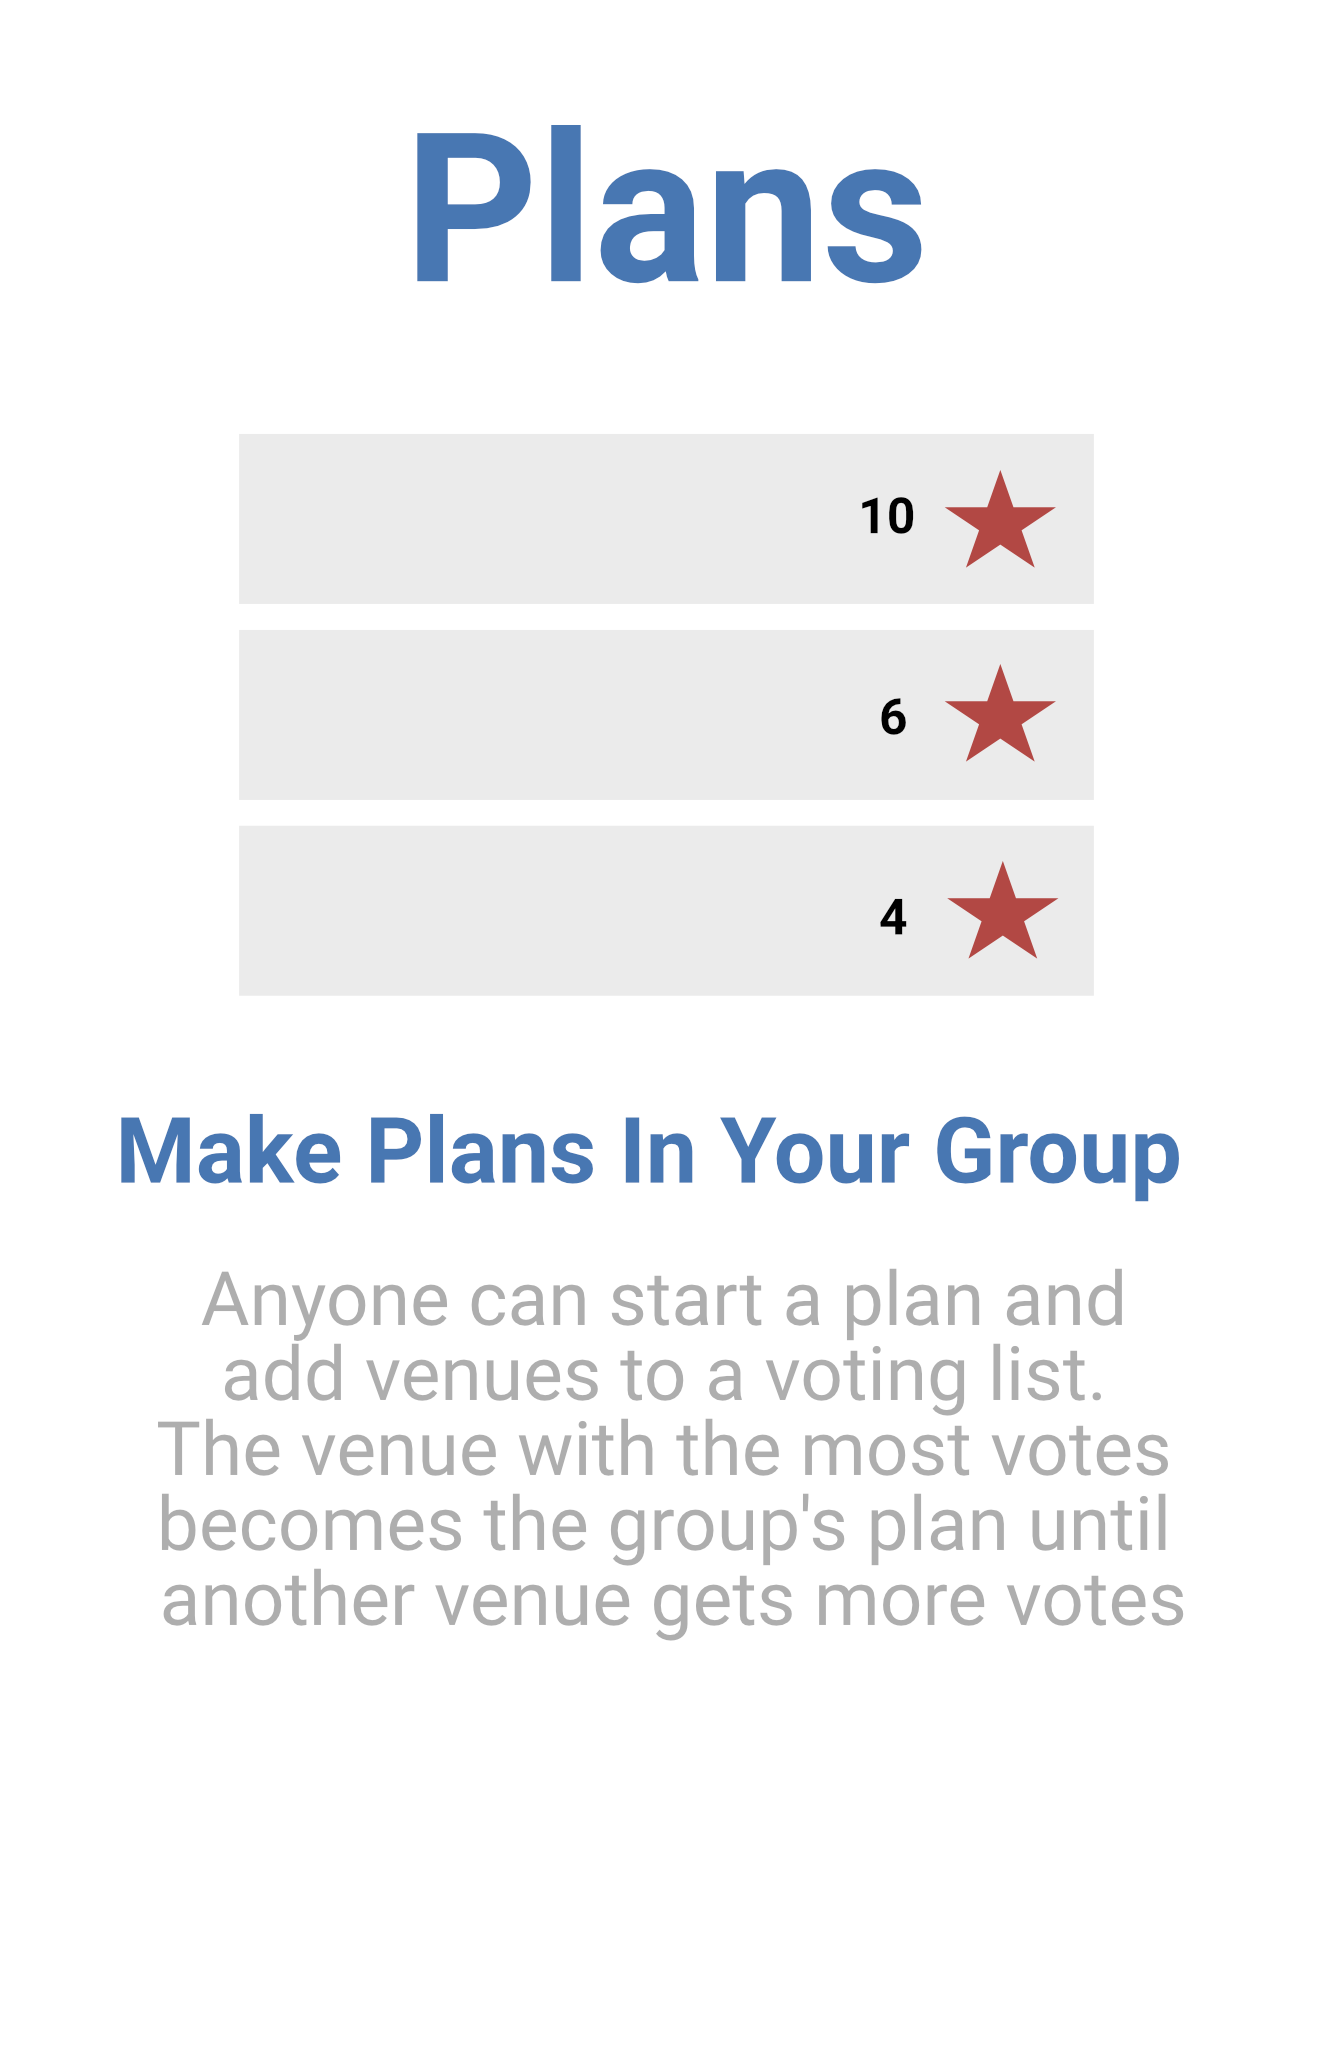 Plans
10
6
4
Make Plans In Your Group
Anyone can start a plan and
add venues to a voting list.
The venue with the most votes
becomes the group's plan until
another venue gets more votes